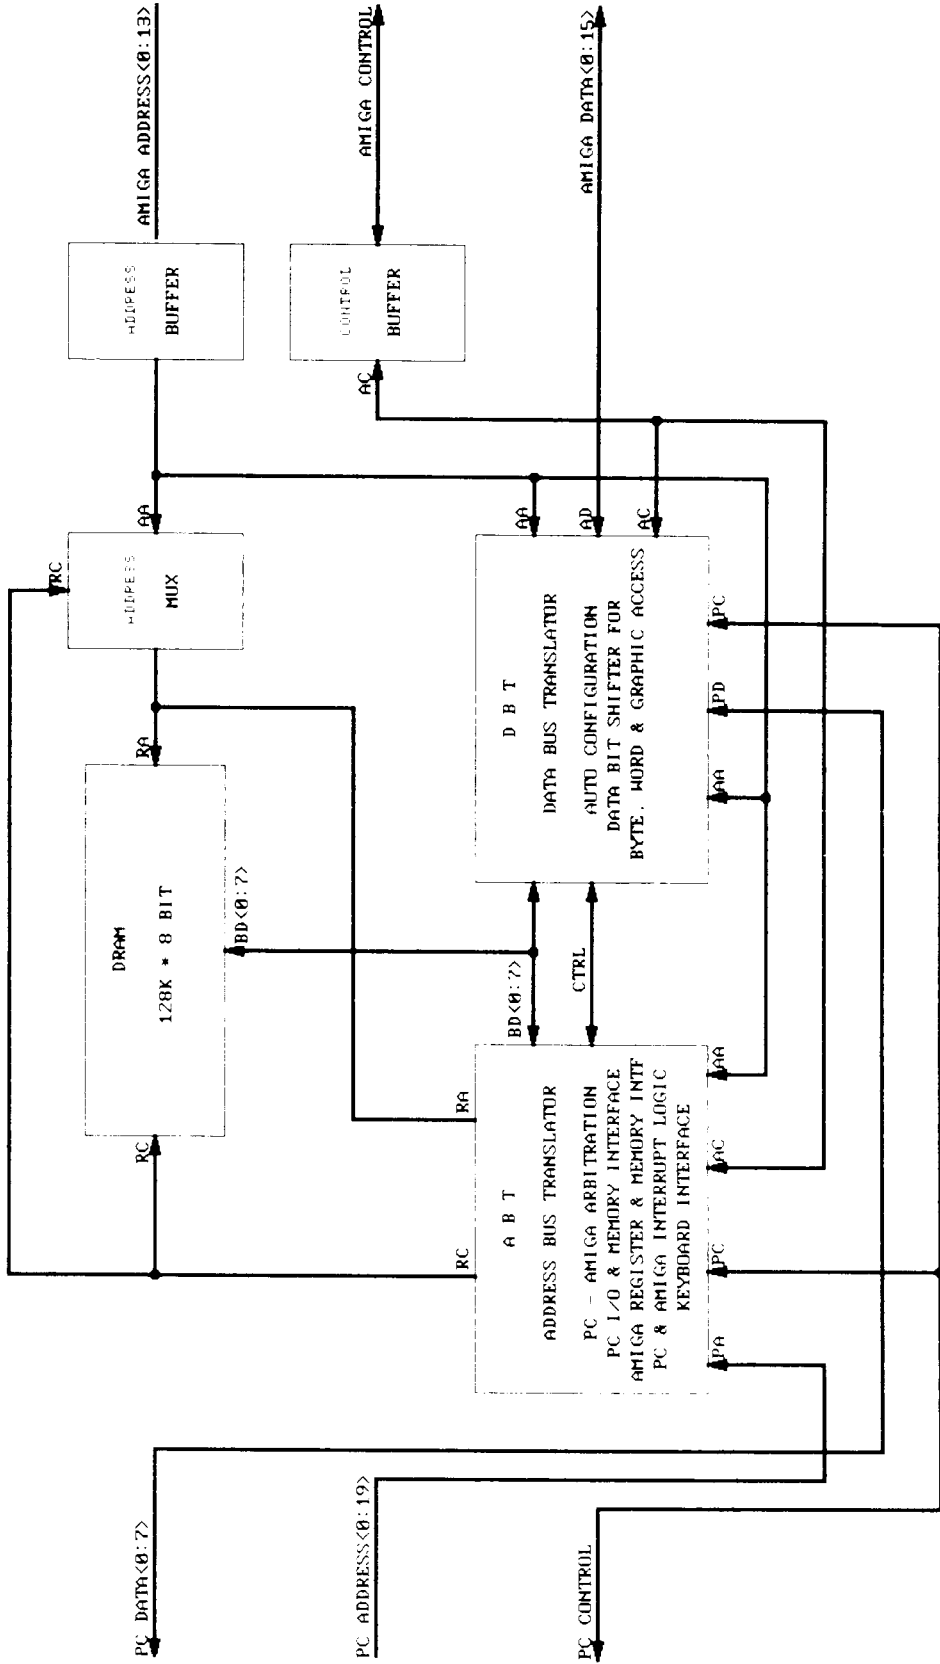 PC DATA<0:7>
PC ADDRESS<0:19>
PC CONTROL
RC
DRAM
128K * 8 BIT
BD<0:7>
RA
RC
ADDRESS
MUX
AA
ADDRESS
BUFFER
AMIGA ADDRESS<0:13>
CONTROL
BUFFER
AC
AMIGA CONTROL
RC
RA
A B T
ADDRESS BUS TRANSLATOR
PC - AMIGA ARBITRATION
PC I/O & MEMORY INTERFACE
AMIGA REGISTER & MEMORY INTF
PC & AMIGA INTERRUPT LOGIC
KEYBOARD INTERFACE
PA
PC
AC
AA
BD<0:7>
CTRL
D B T
DATA BUS TRANSLATOR
AUTO CONFIGURATION
DATA BIT SHIFTER FOR
BYTE. WORD & GRAPHIC ACCESS
AA
AD
AC
AA
PD
PC
AMIGA DATA<0:15>